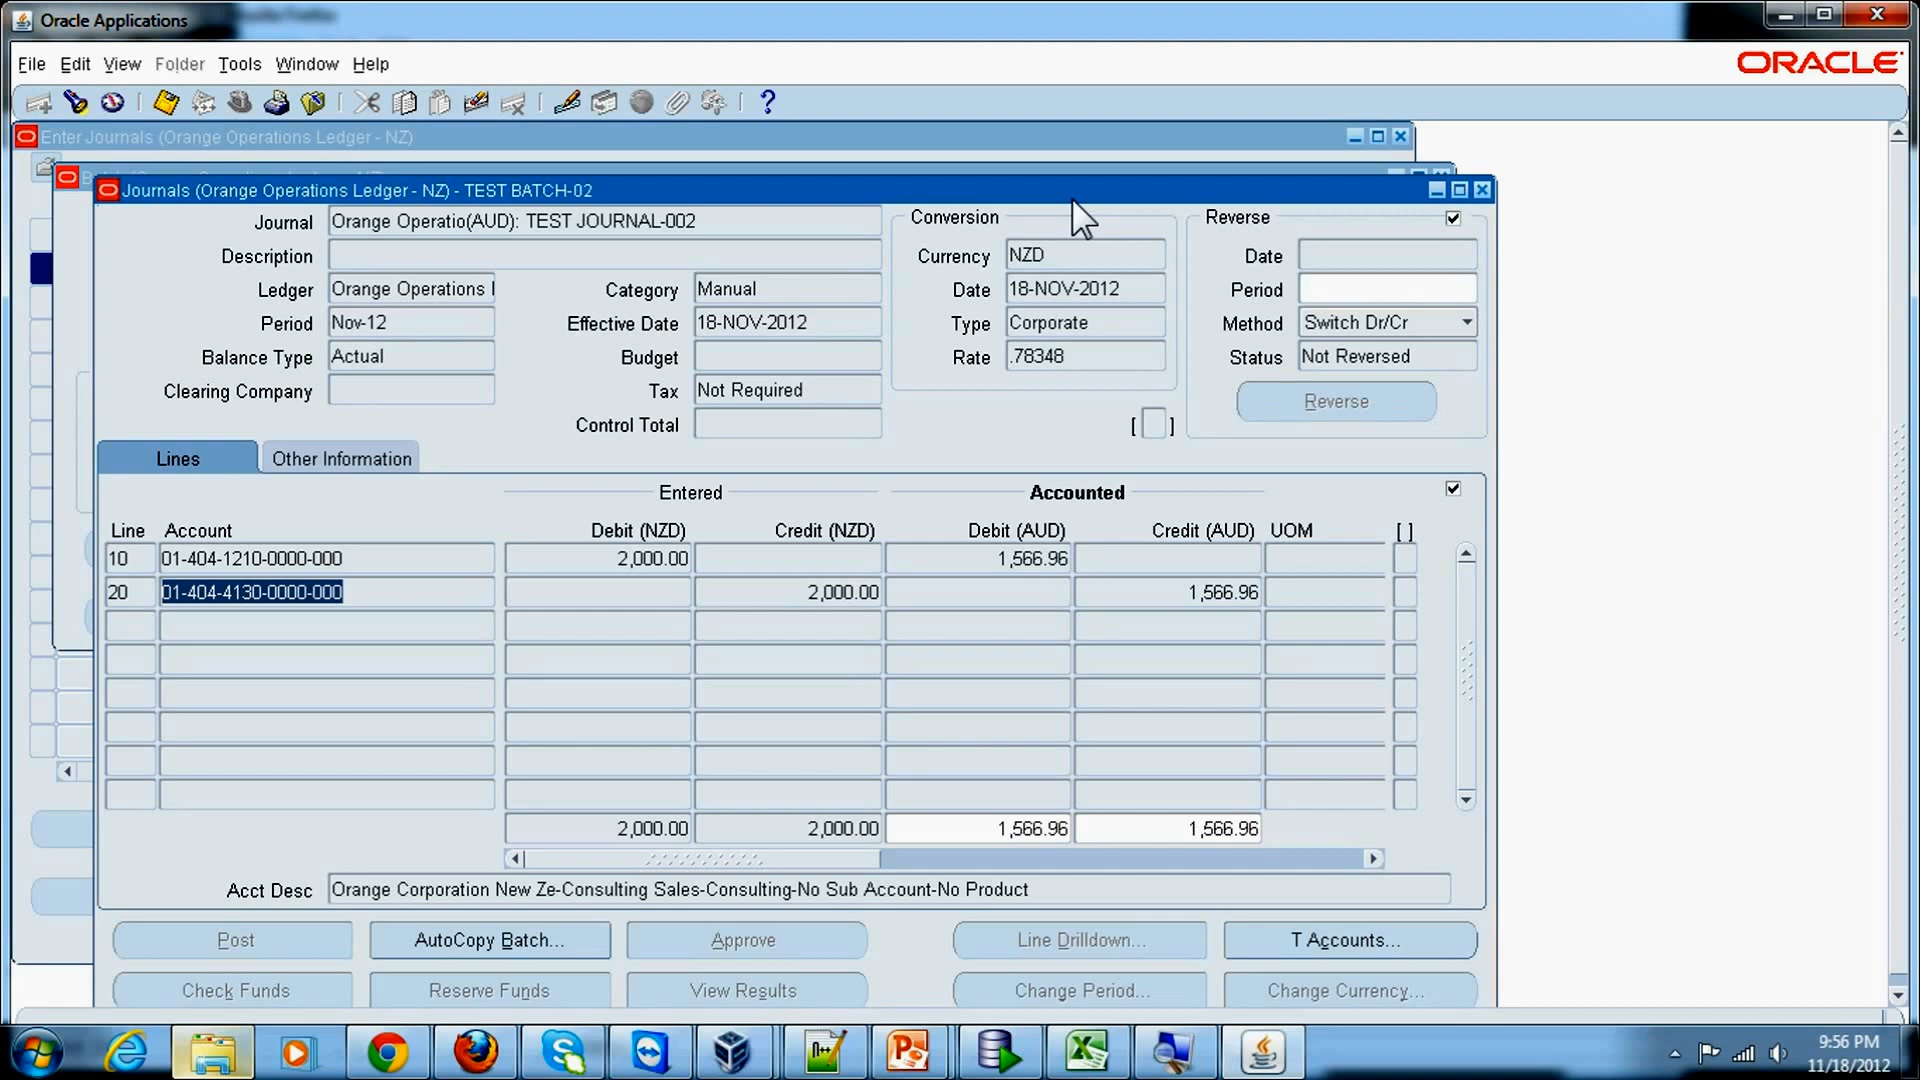 Oracle Applications
File Edit View Folder Tools Window Help
ORACLE
Enter Journals (Orange Operations Ledger - NZ)
Journals (Orange Operations Ledger - NZ) - TEST BATCH-02
Journal Orange Operatio(AUD): TEST JOURNAL-002
Description
Ledger Orange Operations
Period Nov-12
Balance Type Actual
Clearing Company
Category Manual
Effective Date 18-NOV-2012
Budget
Tax Not Required
Control Total
Conversion
Currency NZD
Date 18-NOV-2012
Type Corporate
Rate .78348
[ ]
Reverse
Date
Period
Method Switch Dr/Cr
Status Not Reversed
Reverse
Lines Other Information
Entered Accounted
Line Account Debit (NZD) Credit (NZD) Debit (AUD) Credit (AUD) UOM [ ]
10 01-404-1210-0000-000 2,000.00 1,566.96
20 01-404-4130-0000-000 2,000.00 1,566.96
2,000.00 2,000.00 1,566.96 1,566.96
Acct Desc Orange Corporation New Ze-Consulting Sales-Consulting-No Sub Account-No Product
Post AutoCopy Batch... Approve Line Drilldown... T Accounts...
Check Funds Reserve Funds View Results Change Period... Change Currency...
9:56 PM
11/18/2012